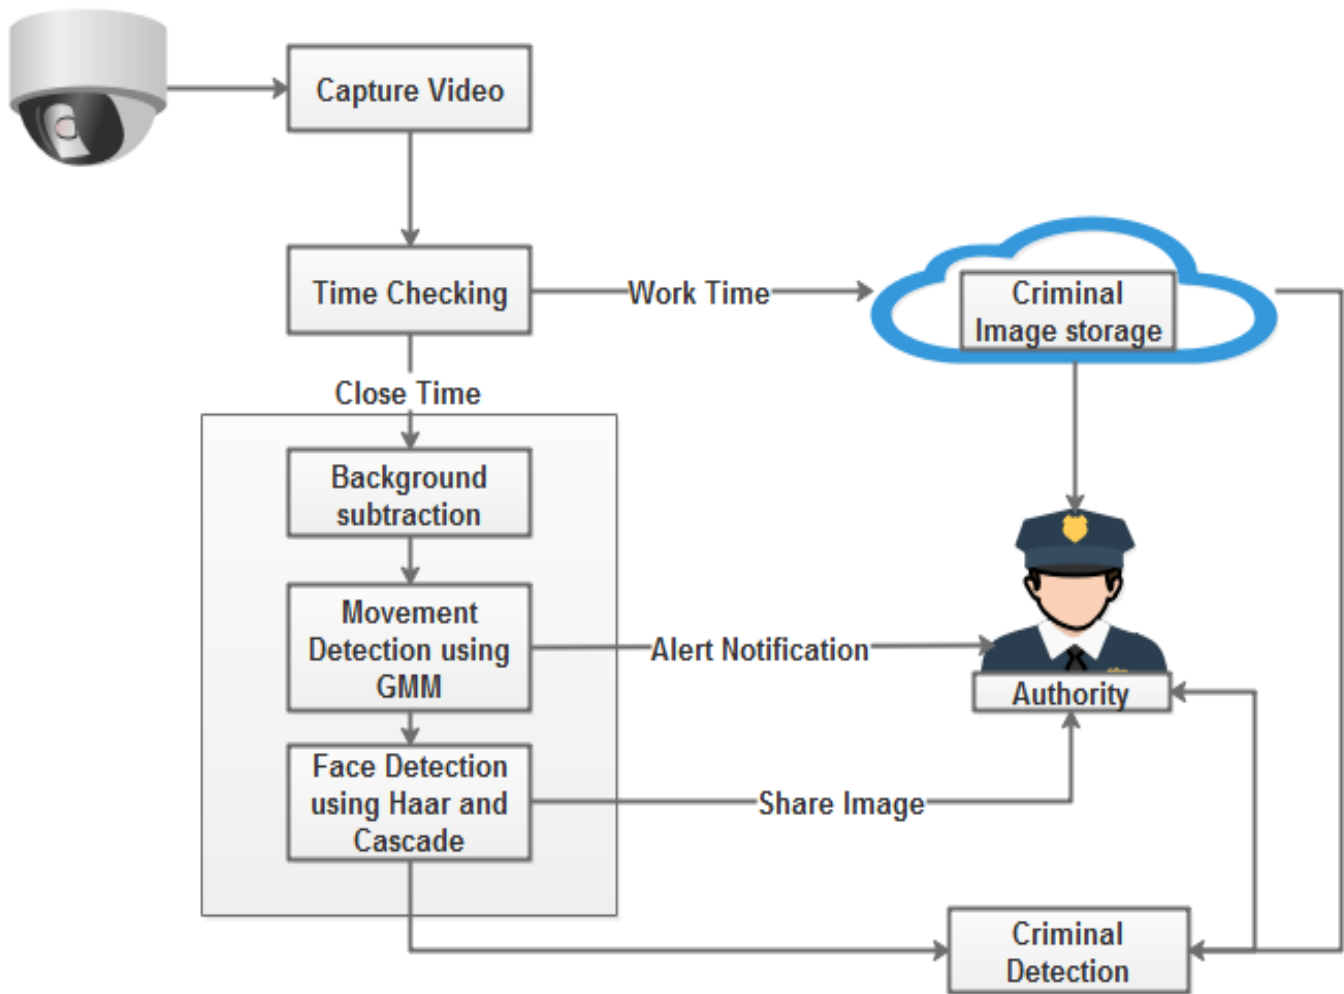 Capture Video
Time Checking
Work Time
Criminal
Image storage
Close Time
Background
subtraction
Movement
Detection using
GMM
Alert Notification
Authority
Face Detection
using Haar and
Cascade
Share Image
Criminal
Detection